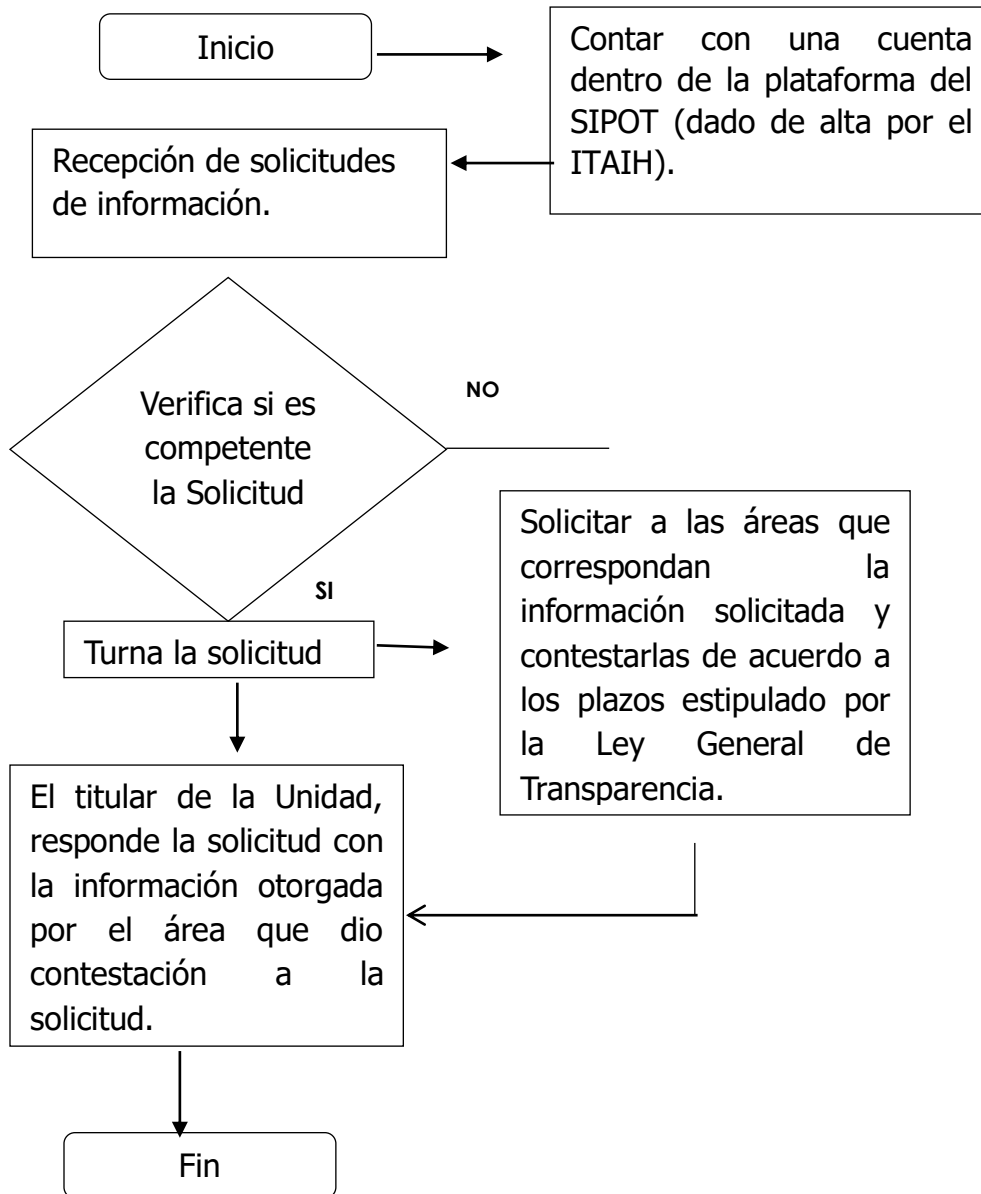 Inicio
Contar con una cuenta
dentro de la plataforma del
SIPOT (dado de alta por el
ITAIH).
Recepción de solicitudes
de información.
Verifica si es
competente
la Solicitud
NO
SI
Turna la solicitud
Solicitar a las áreas que
correspondan la
información solicitada y
contestarlas de acuerdo a
los plazos estipulado por
la Ley General de
Transparencia.
El titular de la Unidad,
responde la solicitud con
la información otorgada
por el área que dio
contestación a la
solicitud.
Fin